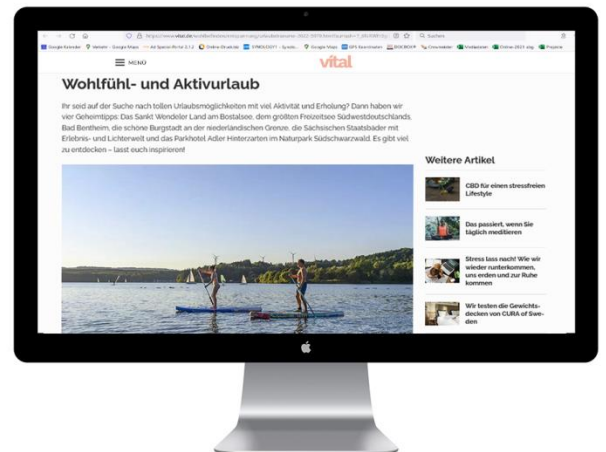 Suchen
MENÜ
vital
Wohlfühl- und Aktivurlaub
Ihr seid auf der Suche nach tollen Urlaubsmöglichkeiten mit viel Aktivität und Erholung? Dann haben wir
vier Geheimtipps: Das Sankt Wendeler Land am Bostalsee, dem größten Freizeitsee Südwestdeutschlands,
Bad Bentheim, die schöne Burgstadt an der niederländischen Grenze, die Sächsischen Staatsbäder mit
Erlebnis- und Lichterwelt und das Parkhotel Adler Hinterzarten im Naturpark Südschwarzwald. Es gibt viel
zu entdecken – lasst euch inspirieren!
Weitere Artikel
CBD für einen stressfreien
Lifestyle
Das passiert, wenn Sie
täglich meditieren
Stress lass nach! Wie wir
wieder runterkommen,
uns erden und zur Ruhe
kommen
Wir testen die Gewichts-
decken von CURA of Swe-
den